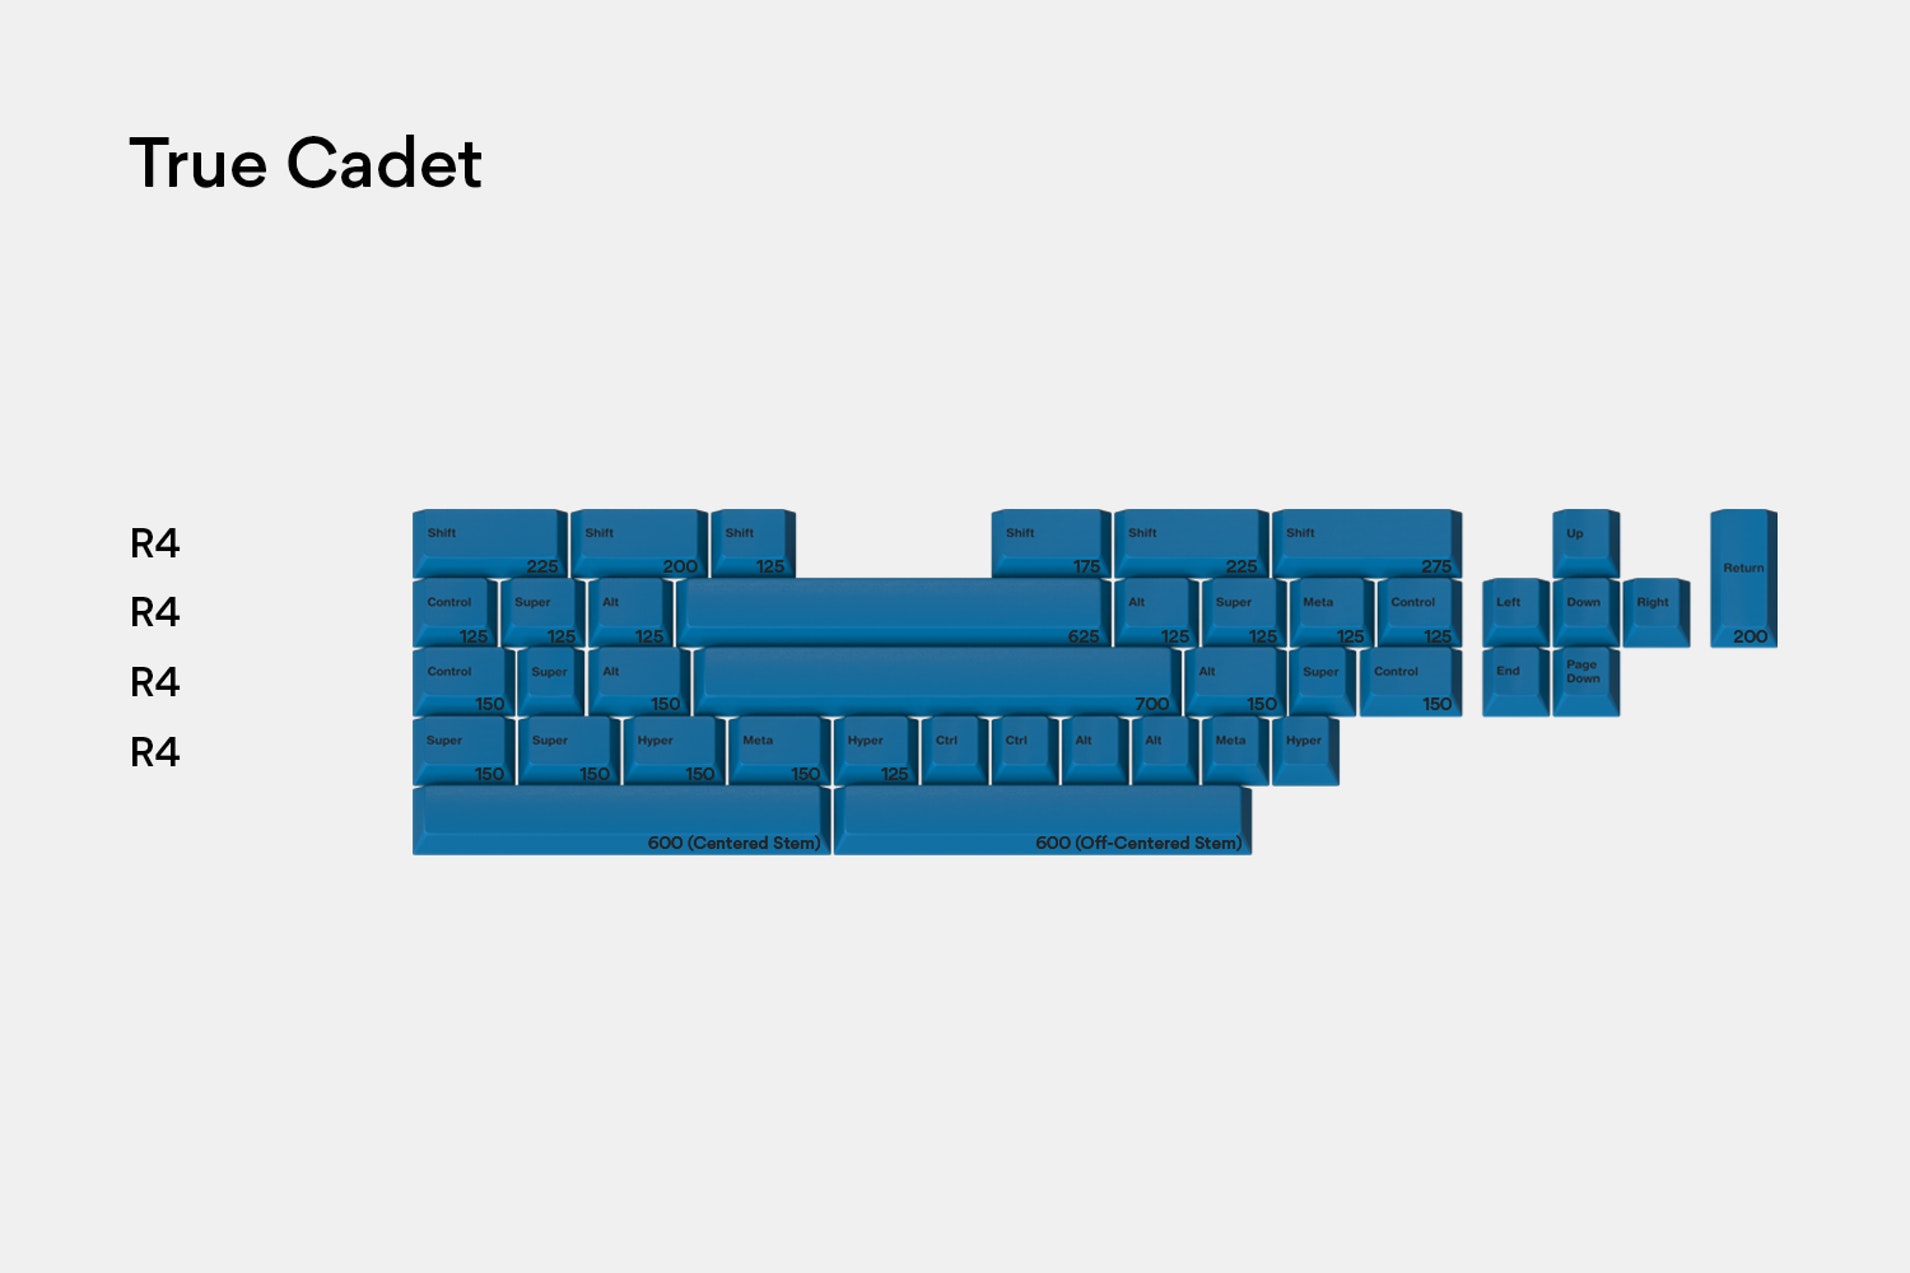 True Cadet
R4
Shift 225 Shift 200 Shift 125 Shift 175 Shift 225 Shift 275 Up Return 200
R4
Control 125 Super 125 Alt 125 625 Alt 125 Super 125 Meta 125 Control 125 Left Down Right
R4
Control 150 Super Alt 150 700 Alt 150 Super Control 150 End Page Down
R4
Super 150 Super 150 Hyper 150 Meta 150 Hyper 125 Ctrl Ctrl Alt Alt Meta Hyper
600 (Centered Stem) 600 (Off-Centered Stem)